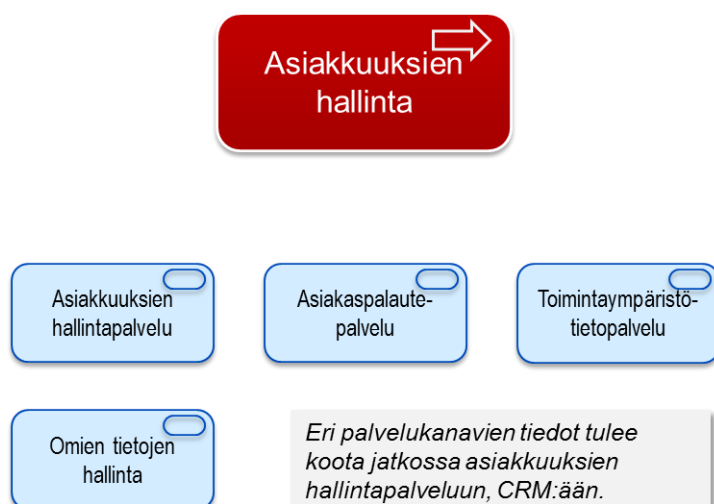 Asiakkuuksien
hallinta
Asiakkuuksien
hallintapalvelu
Asiakaspalaute-
palvelu
Toimintaympäristö-
tietopalvelu
Omien tietojen
hallinta
Eri palvelukanavien tiedot tulee
koota jatkossa asiakkuuksien
hallintapalveluun, CRM:ään.